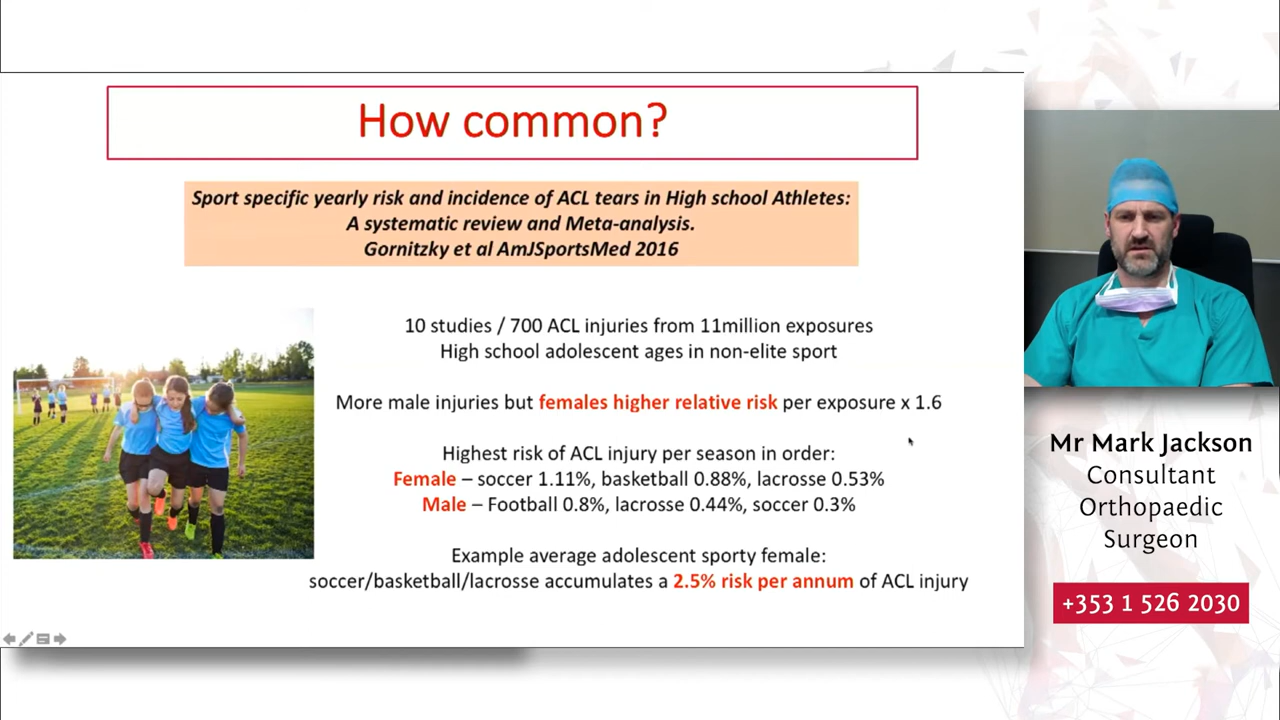 How common?
Sport specific yearly risk and incidence of ACL tears in High school Athletes:
A systematic review and Meta-analysis.
Gornitzky et al AmJSportsMed 2016
10 studies / 700 ACL injuries from 11million exposures
High school adolescent ages in non-elite sport
More male injuries but females higher relative risk per exposure x 1.6
Highest risk of ACL injury per season in order:
Female – soccer 1.11%, basketball 0.88%, lacrosse 0.53%
Male – Football 0.8%, lacrosse 0.44%, soccer 0.3%
Example average adolescent sporty female:
soccer/basketball/lacrosse accumulates a 2.5% risk per annum of ACL injury
Mr Mark Jackson
Consultant
Orthopaedic
Surgeon
+353 1 526 2030